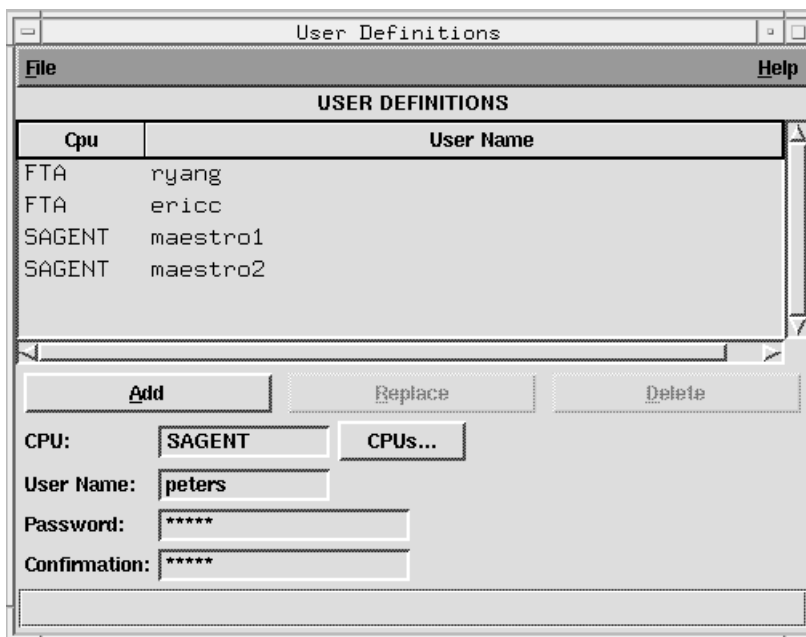 User Definitions
File Help
USER DEFINITIONS
Cpu User Name
FTA ryang
FTA ericc
SAGENT maestro1
SAGENT maestro2
Add Replace Delete
CPU: SAGENT CPUs...
User Name: peters
Password: *****
Confirmation: *****